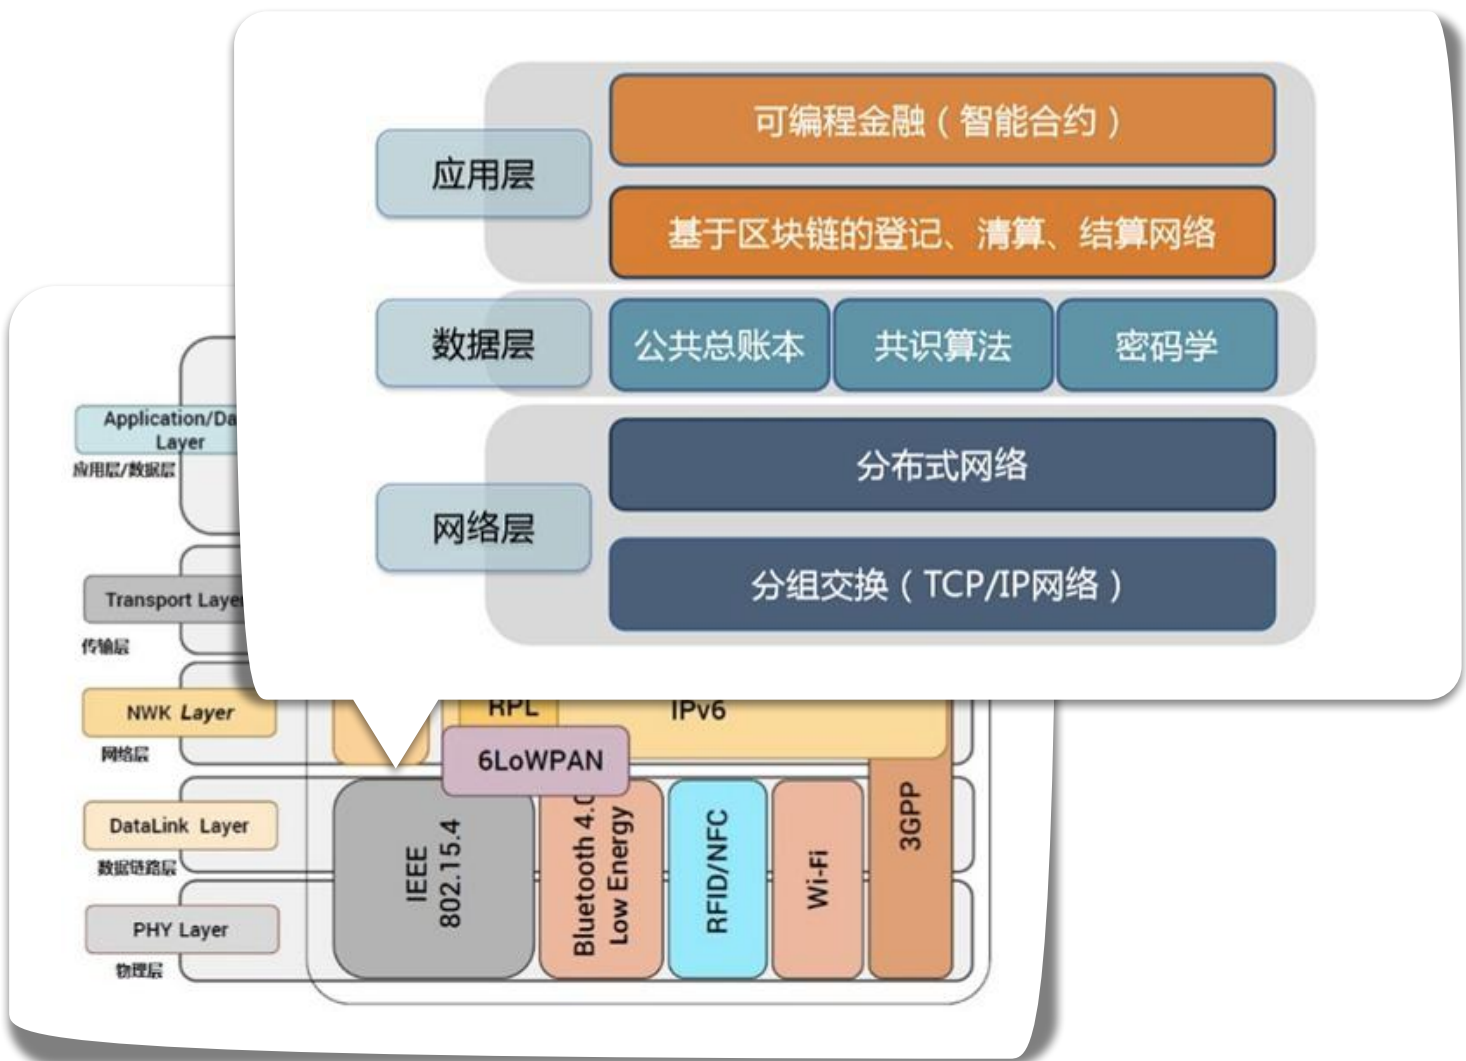 应用层
可编程金融（智能合约）
基于区块链的登记、清算、结算网络
数据层
公共总账本
共识算法
密码学
网络层
分布式网络
分组交换（TCP/IP网络）
Application/Da
Layer
应用层/数据层
Transport Laye
传输层
NWK Layer
网络层
RPL
IPv6
6LoWPAN
DataLink Layer
数据链路层
PHY Layer
物理层
IEEE
802.15.4
Bluetooth 4.0
Low Energy
RFID/NFC
Wi-Fi
3GPP